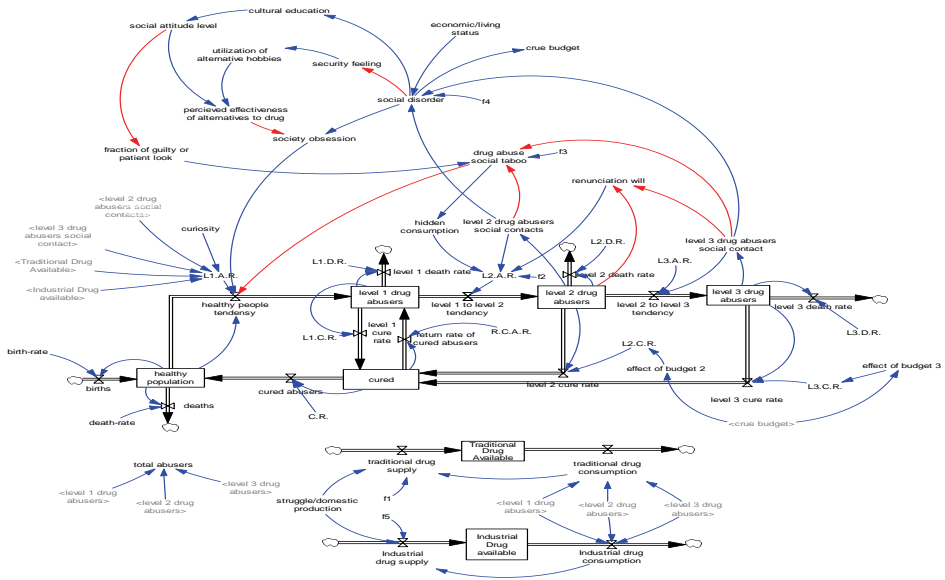 cultural education
social attitude level
economic/living
status
utilization of
alternative hobbies
crue budget
security feeling
social disorder
f4
percieved effectiveness
of alternatives to drug
society obsession
fraction of guilty or
patient look
drug abuse
social taboo
f3
renunciation will
<level 2 drug
abusers social
contacts>
<level 3 drug
abusers social
contact>
curiosity
hidden
consumption
level 2 drug abusers
social contacts
level 3 drug abusers
social contact
<Traditional Drug
Available>
L1.D.R.
L2.D.R.
L3.A.R.
L1.A.R.
level 1 death rate
L2.A.R.
f2
level 2 death rate
<Industrial Drug
available>
healthy people
tendensy
level 1 drug
abusers
level 1 to level 2
tendency
level 2 drug
abusers
level 2 to level 3
tendency
level 3 drug
abusers
level 3 death rate
L1.C.R.
level 1
cure
rate
return rate of
cured abusers
R.C.A.R.
L3.D.R.
L2.C.R.
birth-rate
births
healthy
population
cured abusers
cured
level 2 cure rate
effect of budget 2
effect of budget 3
L3.C.R.
level 3 cure rate
deaths
death-rate
C.R.
<crue budget>
Traditional
Drug
Available
traditional drug
supply
traditional drug
consumption
total abusers
<level 1 drug
abusers>
<level 2 drug
abusers>
<level 3 drug
abusers>
struggle/domestic
production
f1
f5
<level 1 drug
abusers>
<level 2 drug
abusers>
<level 3 drug
abusers>
Industrial
drug supply
Industrial
Drug
available
Industrial drug
consumption